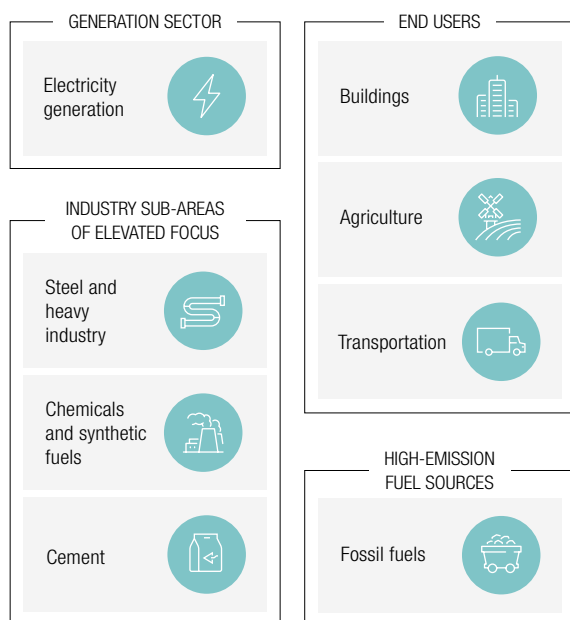 GENERATION SECTOR
Electricity
generation
INDUSTRY SUB-AREAS
OF ELEVATED FOCUS
Steel and
heavy
industry
Chemicals
and synthetic
fuels
Cement
END USERS
Buildings
Agriculture
Transportation
HIGH-EMISSION
FUEL SOURCES
Fossil fuels